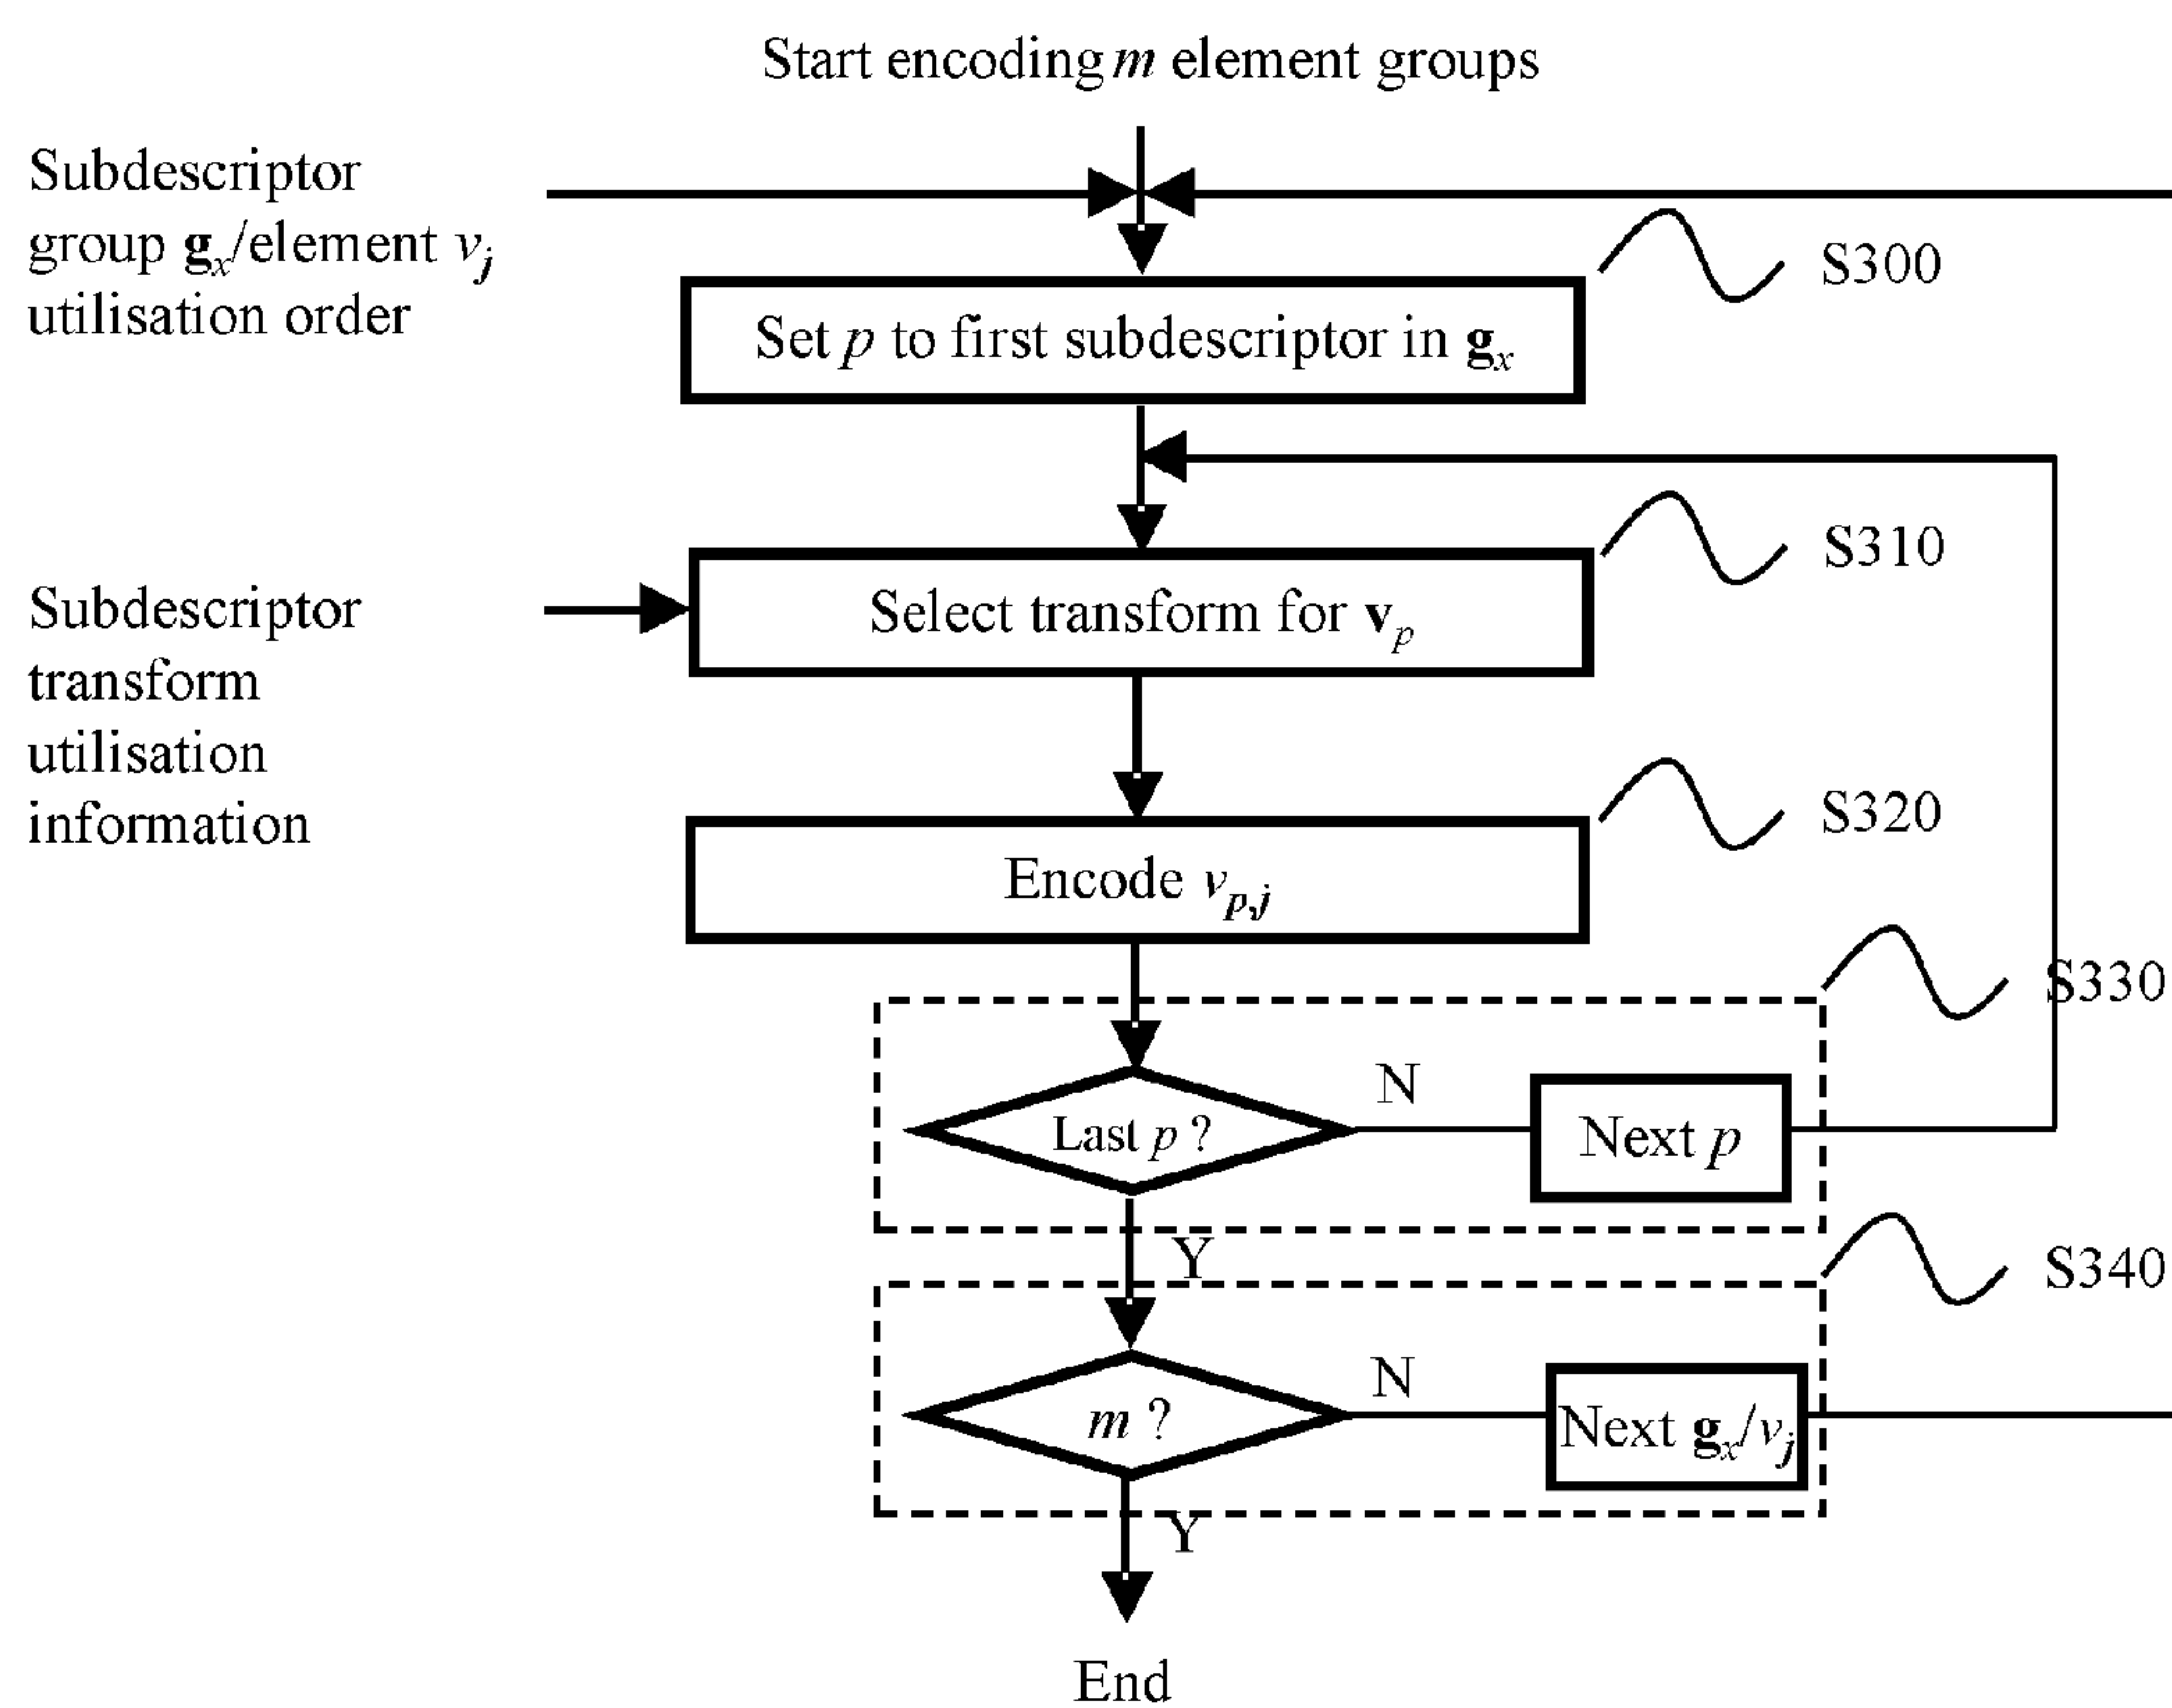 Start encoding m element groups
Subdescriptor
group gx/element vj
utilisation order
S300
Set p to first subdescriptor in gx
S310
Subdescriptor
transform
utilisation
information
Select transform for vp
S320
Encode vp,j
S330
Last p ?
N
Next p
Y
S340
m ?
N
Next gx/vj
Y
End